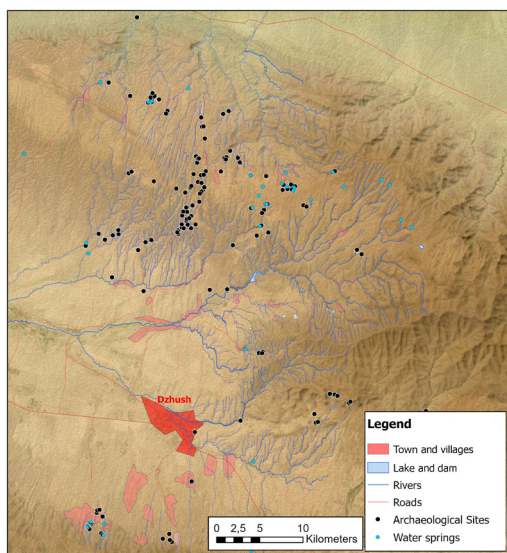 Dzhush
Legend
Town and villages
Lake and dam
Rivers
Roads
Archaeological Sites
Water springs
0 2,5 5 10
Kilometers